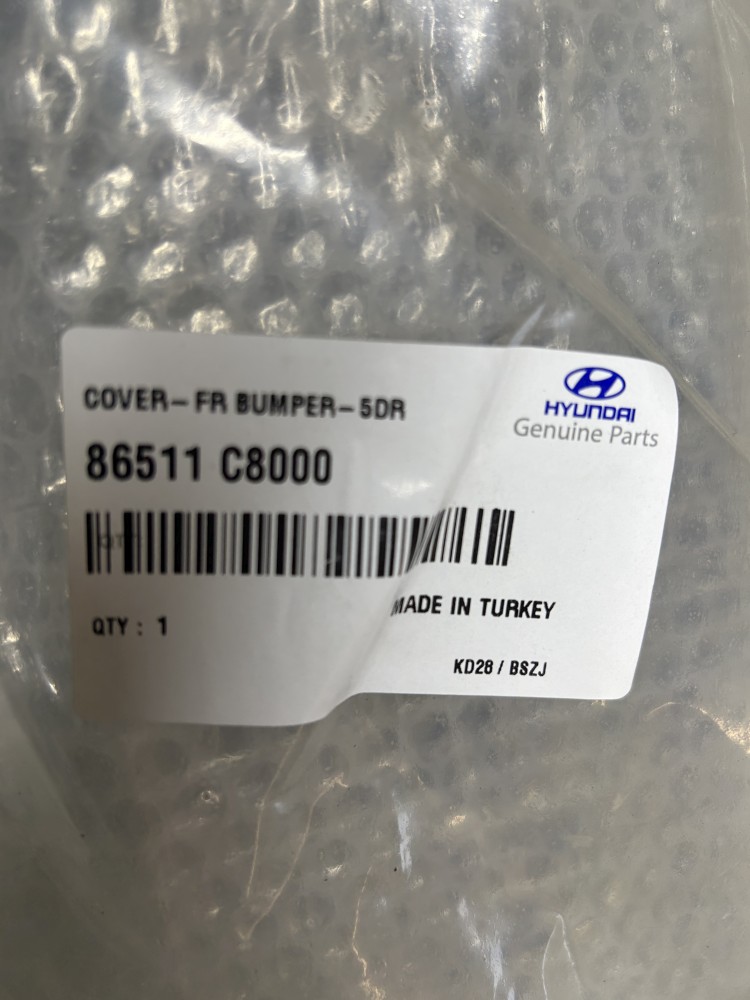 COVER-FR BUMPER-5DR
HYUNDAI
Genuine Parts
86511 C8000
MADE IN TURKEY
QTY : 1
KD28 / BSZJ